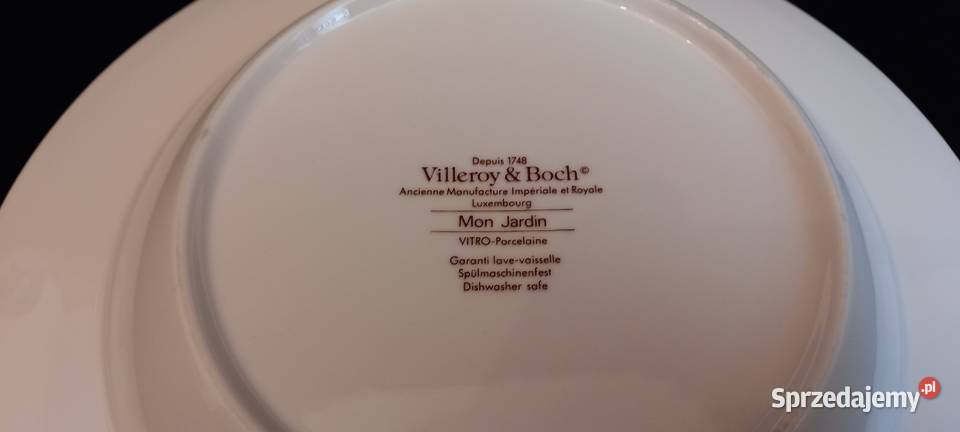 Depuis 1748
Villeroy & Boch©
Ancienne Manufacture Impériale et Royale
Luxembourg
Mon Jardin
VITRO-Porcelaine
Garanti lave-vaisselle
Spülmaschinenfest
Dishwasher safe
Sprzedajemy.pl